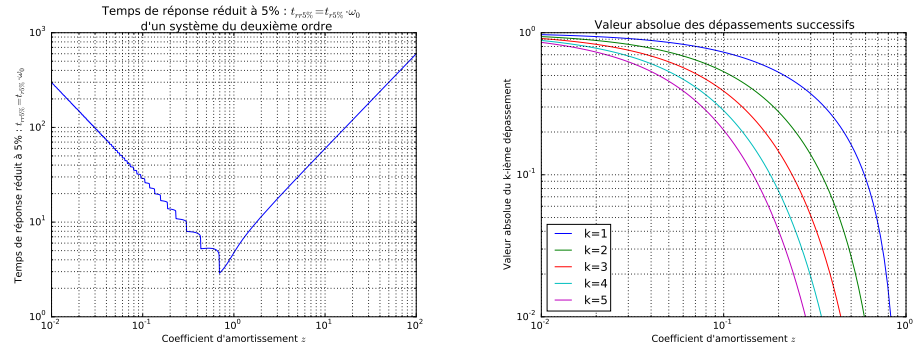 Temps de réponse réduit à 5% : t_{rr5%}=t_{r5%}·ω_0
d'un système du deuxième ordre
Temps de réponse réduit à 5% : t_{rr5%}=t_{r5%}·ω_0
10^3
10^2
10^1
10^0
10^-2 10^-1 10^0 10^1 10^2
Coefficient d'amortissement z
Valeur absolue des dépassements successifs
Valeur absolue du k-ième dépassement
10^0
10^-1
10^-2
k=1
k=2
k=3
k=4
k=5
10^-2 10^-1 10^0
Coefficient d'amortissement z